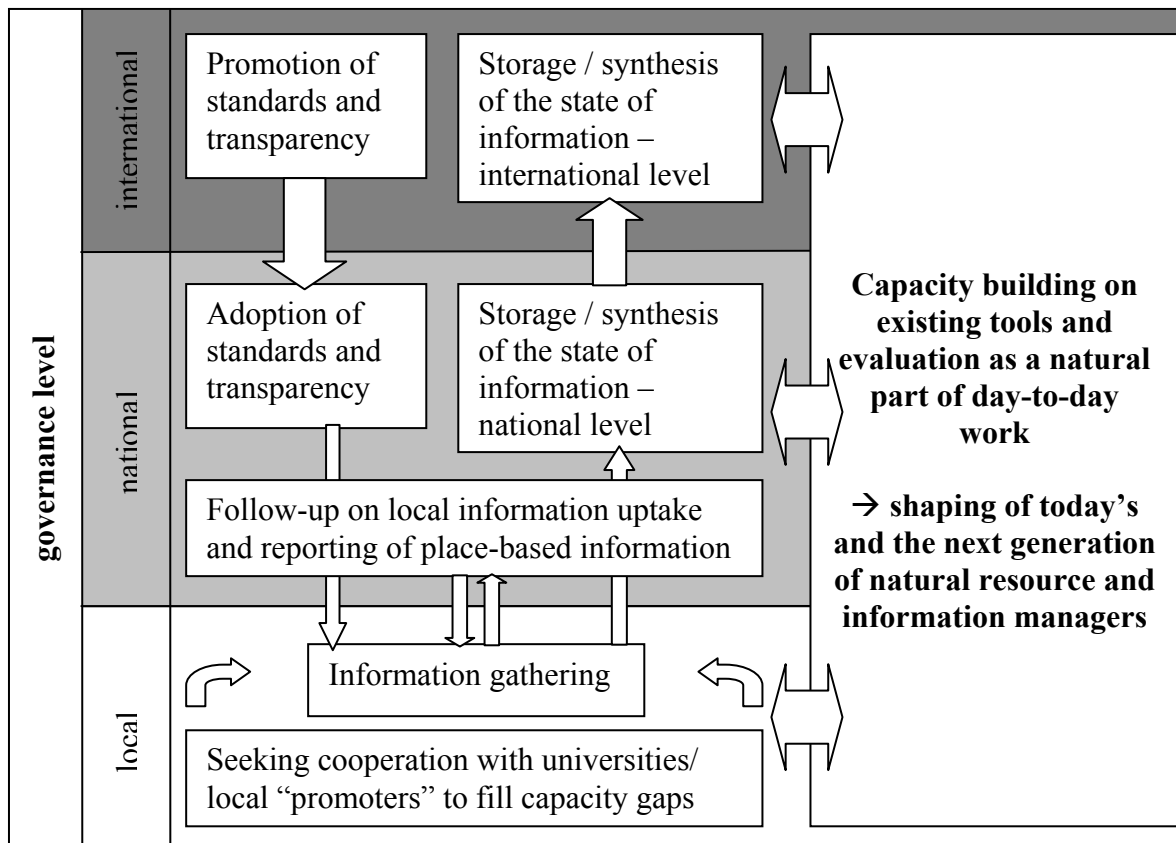 governance level
international
Promotion of
standards and
transparency
Storage / synthesis
of the state of
information –
international level
national
Adoption of
standards and
transparency
Storage / synthesis
of the state of
information –
national level
Follow-up on local information uptake
and reporting of place-based information
local
Information gathering
Seeking cooperation with universities/
local “promoters” to fill capacity gaps
Capacity building on
existing tools and
evaluation as a natural
part of day-to-day
work
→ shaping of today’s
and the next generation
of natural resource and
information managers